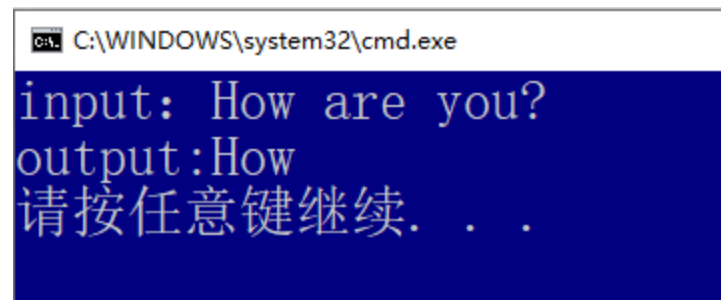 C:\WINDOWS\system32\cmd.exe
input：How are you?
output:How
请按任意键继续. . .